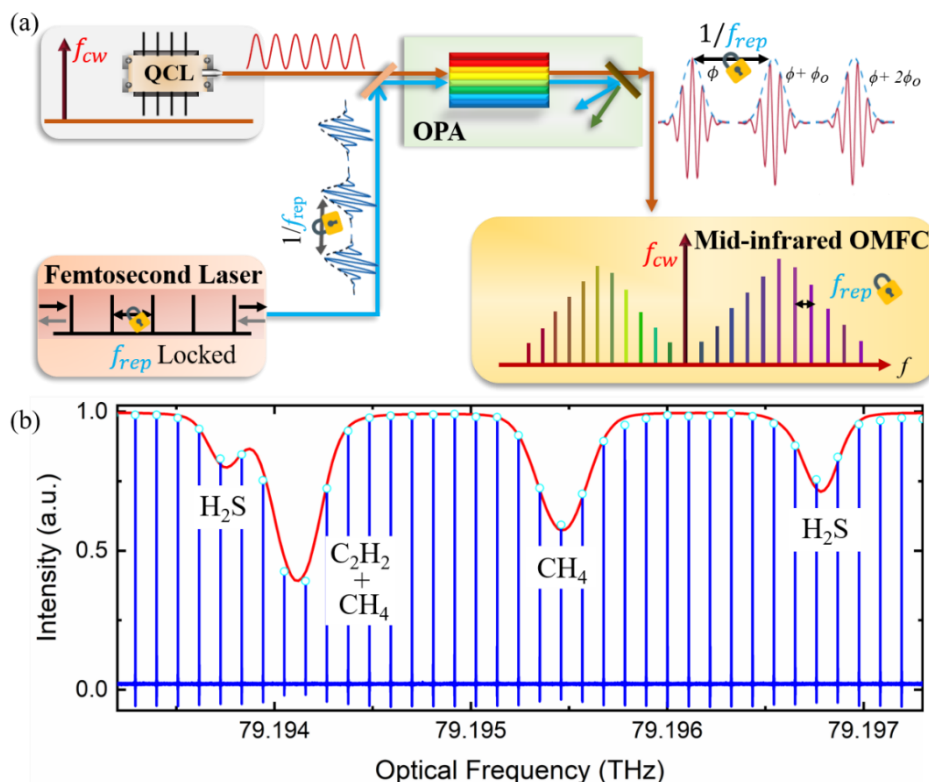 (a)
f_cw
QCL
OPA
1/f_rep
ϕ
ϕ+ ϕ_o
ϕ+ 2ϕ_o
1/f_rep
Femtosecond Laser
f_rep Locked
Mid-infrared OMFC
f_cw
f_rep
f
(b)
1.0
0.5
0.0
Intensity (a.u.)
H₂S
C₂H₂
+
CH₄
CH₄
H₂S
79.194
79.195
79.196
79.197
Optical Frequency (THz)